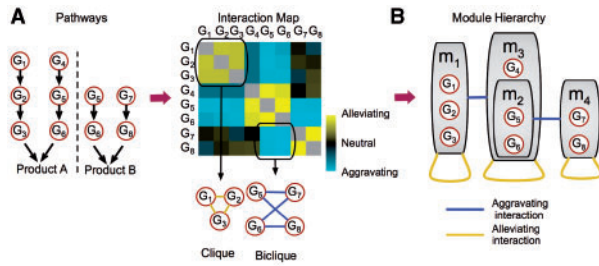 A
Pathways
Interaction Map
B
Module Hierarchy
G1 G2 G3 G4 G5 G6 G7 G8
G1
G2
G3
G4
G5
G6
G7
G8
G1 G4
G2 G5 G5 G7
G3 G6 G6 G8
Product A
Product B
Alleviating
Neutral
Aggravating
G1 G2
G3
G5 G7
G6 G8
Clique
Biclique
m1
m3
G4
m2
m4
G1
G2
G3
G5
G6
G7
G8
Aggravating
interaction
Alleviating
interaction